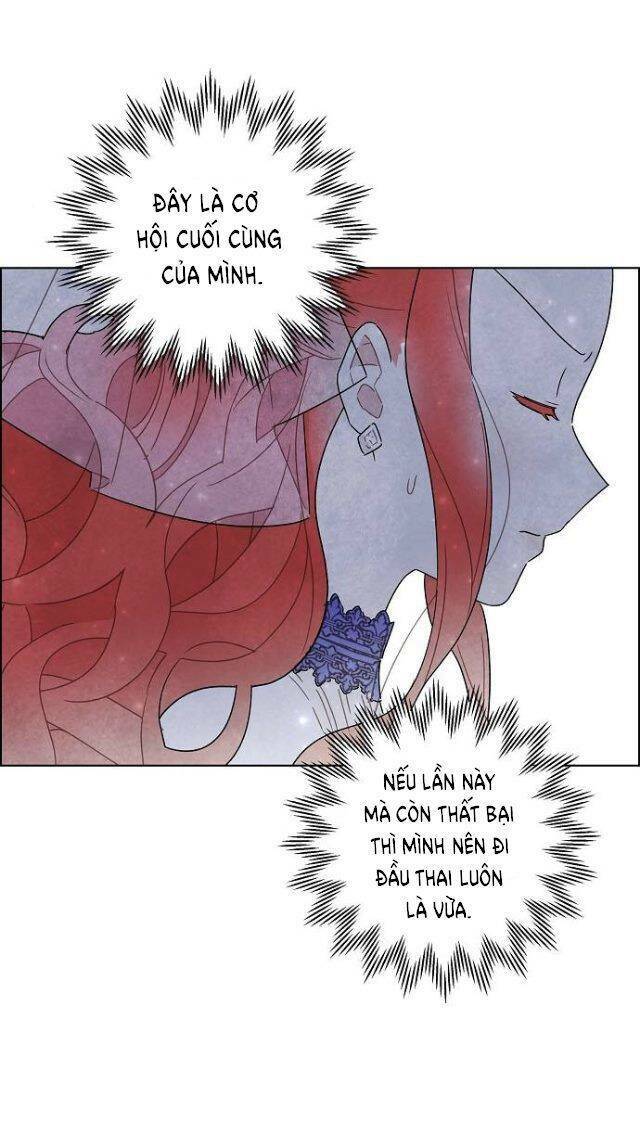 ĐÂY LÀ CƠ
HỘI CUỐI CÙNG
CỦA MÌNH.
NẾU LẦN NÀY
MÀ CÒN THẤT BẠI
THÌ MÌNH NÊN ĐI
ĐẦU THAI LUÔN
LÀ VỪA.